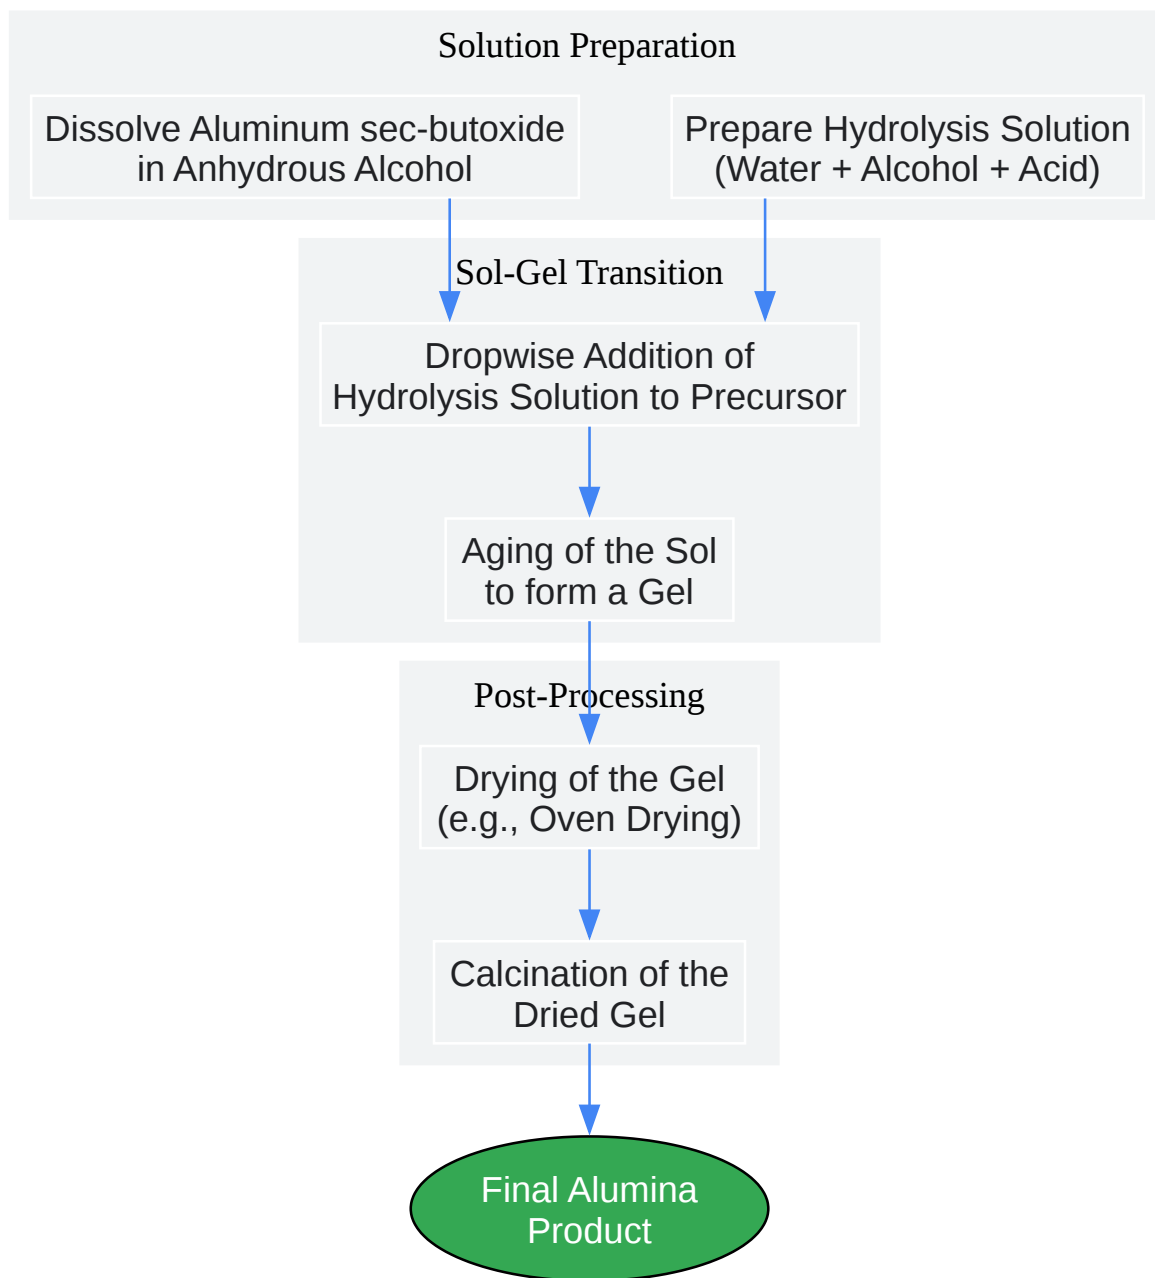 Solution Preparation
Dissolve Aluminum sec-butoxide
in Anhydrous Alcohol
Prepare Hydrolysis Solution
(Water + Alcohol + Acid)
Sol-Gel Transition
Dropwise Addition of
Hydrolysis Solution to Precursor
Aging of the Sol
to form a Gel
Post-Processing
Drying of the Gel
(e.g., Oven Drying)
Calcination of the
Dried Gel
Final Alumina
Product